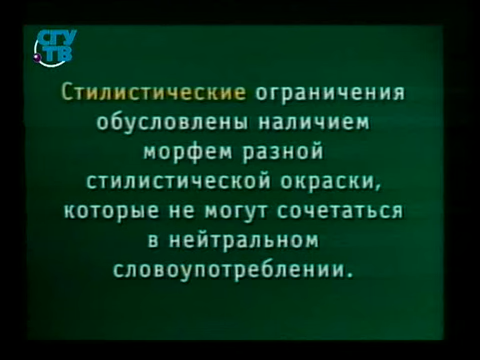 СГУ
ТВ
Стилистические ограничения
обусловлены наличием
морфем разной
стилистической окраски,
которые не могут сочетаться
в нейтральном
словоупотреблении.